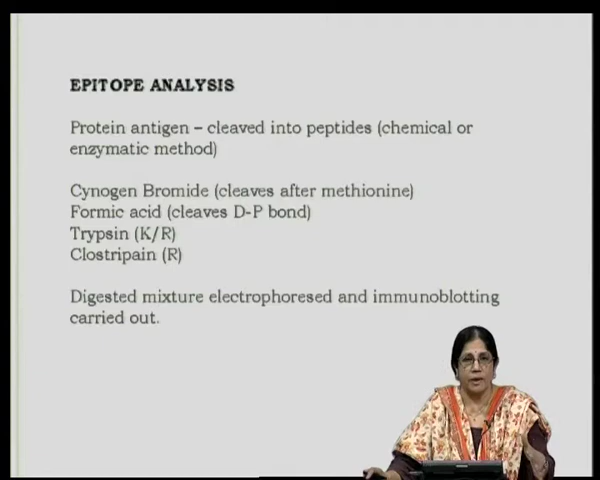 EPITOPE ANALYSIS
Protein antigen – cleaved into peptides (chemical or
enzymatic method)
Cynogen Bromide (cleaves after methionine)
Formic acid (cleaves D-P bond)
Trypsin (K/R)
Clostripain (R)
Digested mixture electrophoresed and immunoblotting
carried out.